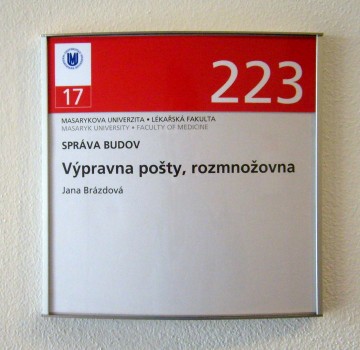 17
223
MASARYKOVA UNIVERZITA • LÉKAŘSKÁ FAKULTA
MASARYK UNIVERSITY • FACULTY OF MEDICINE
SPRÁVA BUDOV
Výpravna pošty, rozmnožovna
Jana Brázdová